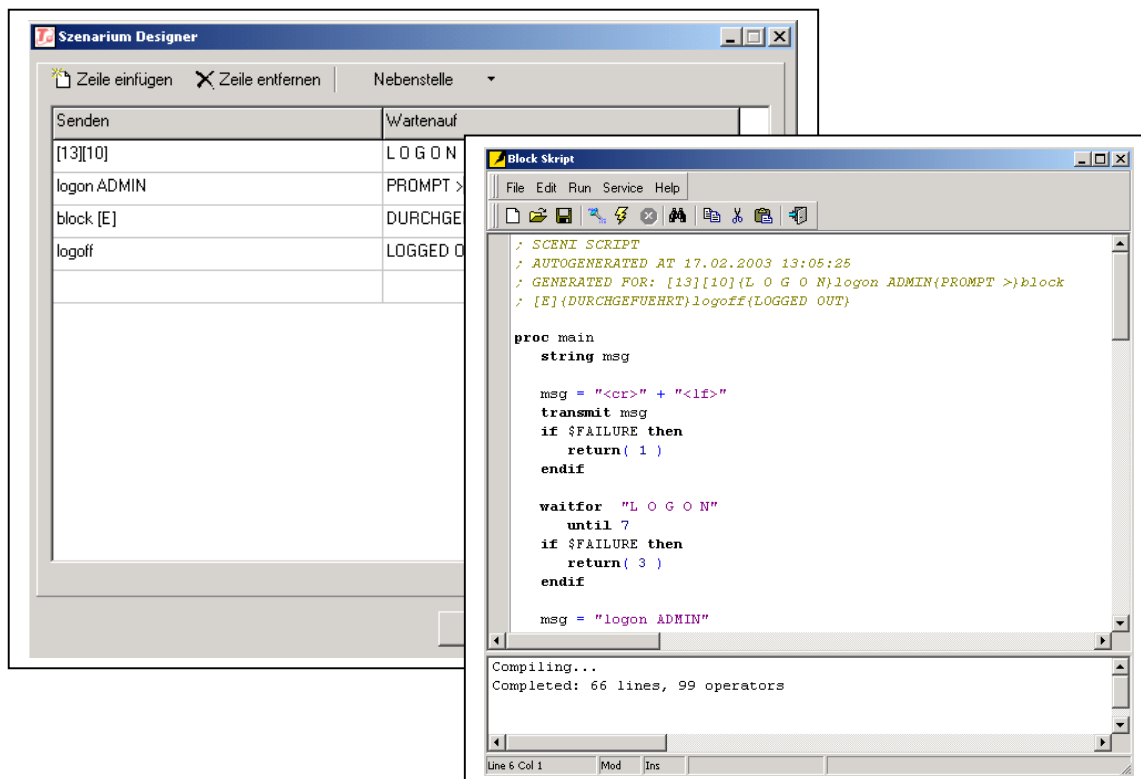 Szenarium Designer
Zeile einfügen Zeile entfernen Nebenstelle
Senden Wartenauf
[13][10] L O G O N
logon ADMIN PROMPT >
block [E]
logoff LOGGED
Block Skript
File Edit Run Service Help
; SCENI SCRIPT
; AUTOGENERATED AT 17.02.2003 13:05:25
; GENERATED FOR: [13][10]{L O G O N}logon ADMIN{PROMPT >}block
; [E]{DURCHGEFUEHRT}logoff{LOGGED OUT}
proc main
string msg
msg = "<cr>" + "<lf>"
transmit msg
if $FAILURE then
return( 1 )
endif
waitfor "L O G O N"
until 7
if $FAILURE then
return( 3 )
endif
msg = "logon ADMIN"
Compiling...
Completed: 66 lines, 99 operators
Line 6 Col 1 Mod Ins